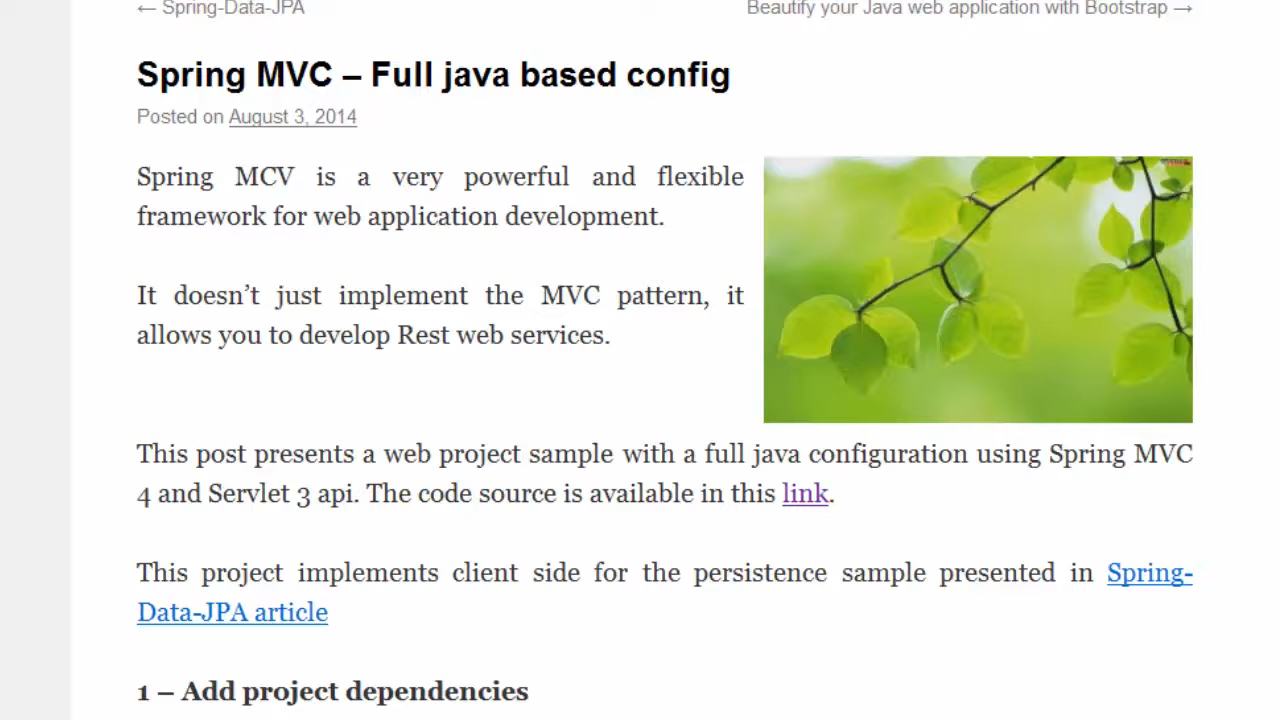 ← Spring-Data-JPA
Beautify your Java web application with Bootstrap →
Spring MVC – Full java based config
Posted on August 3, 2014
Spring MCV is a very powerful and flexible
framework for web application development.
It doesn’t just implement the MVC pattern, it
allows you to develop Rest web services.
This post presents a web project sample with a full java configuration using Spring MVC
4 and Servlet 3 api. The code source is available in this link.
This project implements client side for the persistence sample presented in Spring-
Data-JPA article
1 – Add project dependencies